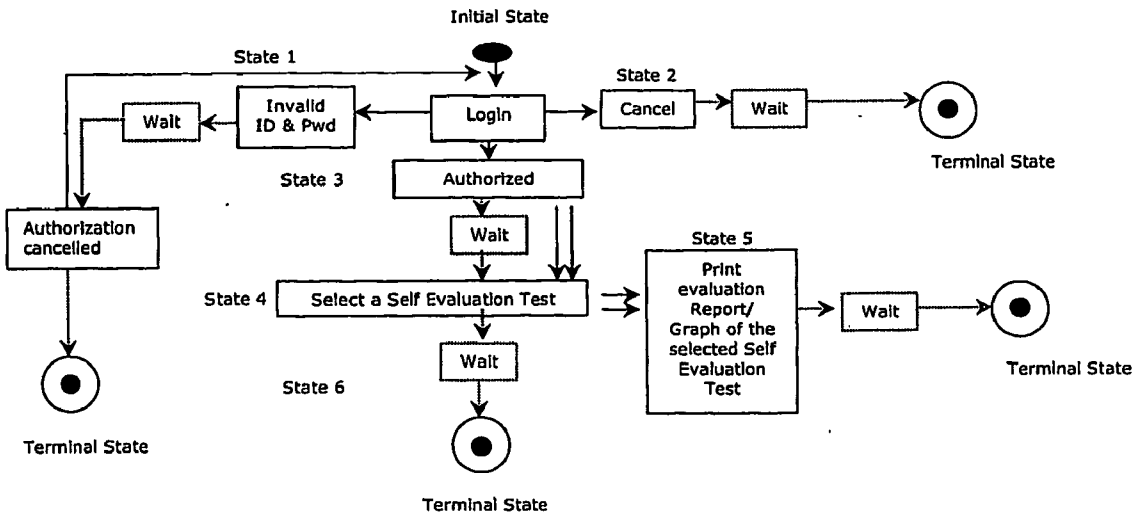 Initial State
State 1
State 2
Invalid
ID & Pwd
Wait
Login
Cancel
Wait
Terminal State
State 3
Authorized
Authorization
cancelled
Wait
State 5
State 4
Select a Self Evaluation Test
Print
evaluation
Report/
Graph of the
selected Self
Evaluation
Test
Wait
Terminal State
Wait
State 6
Terminal State
Terminal State